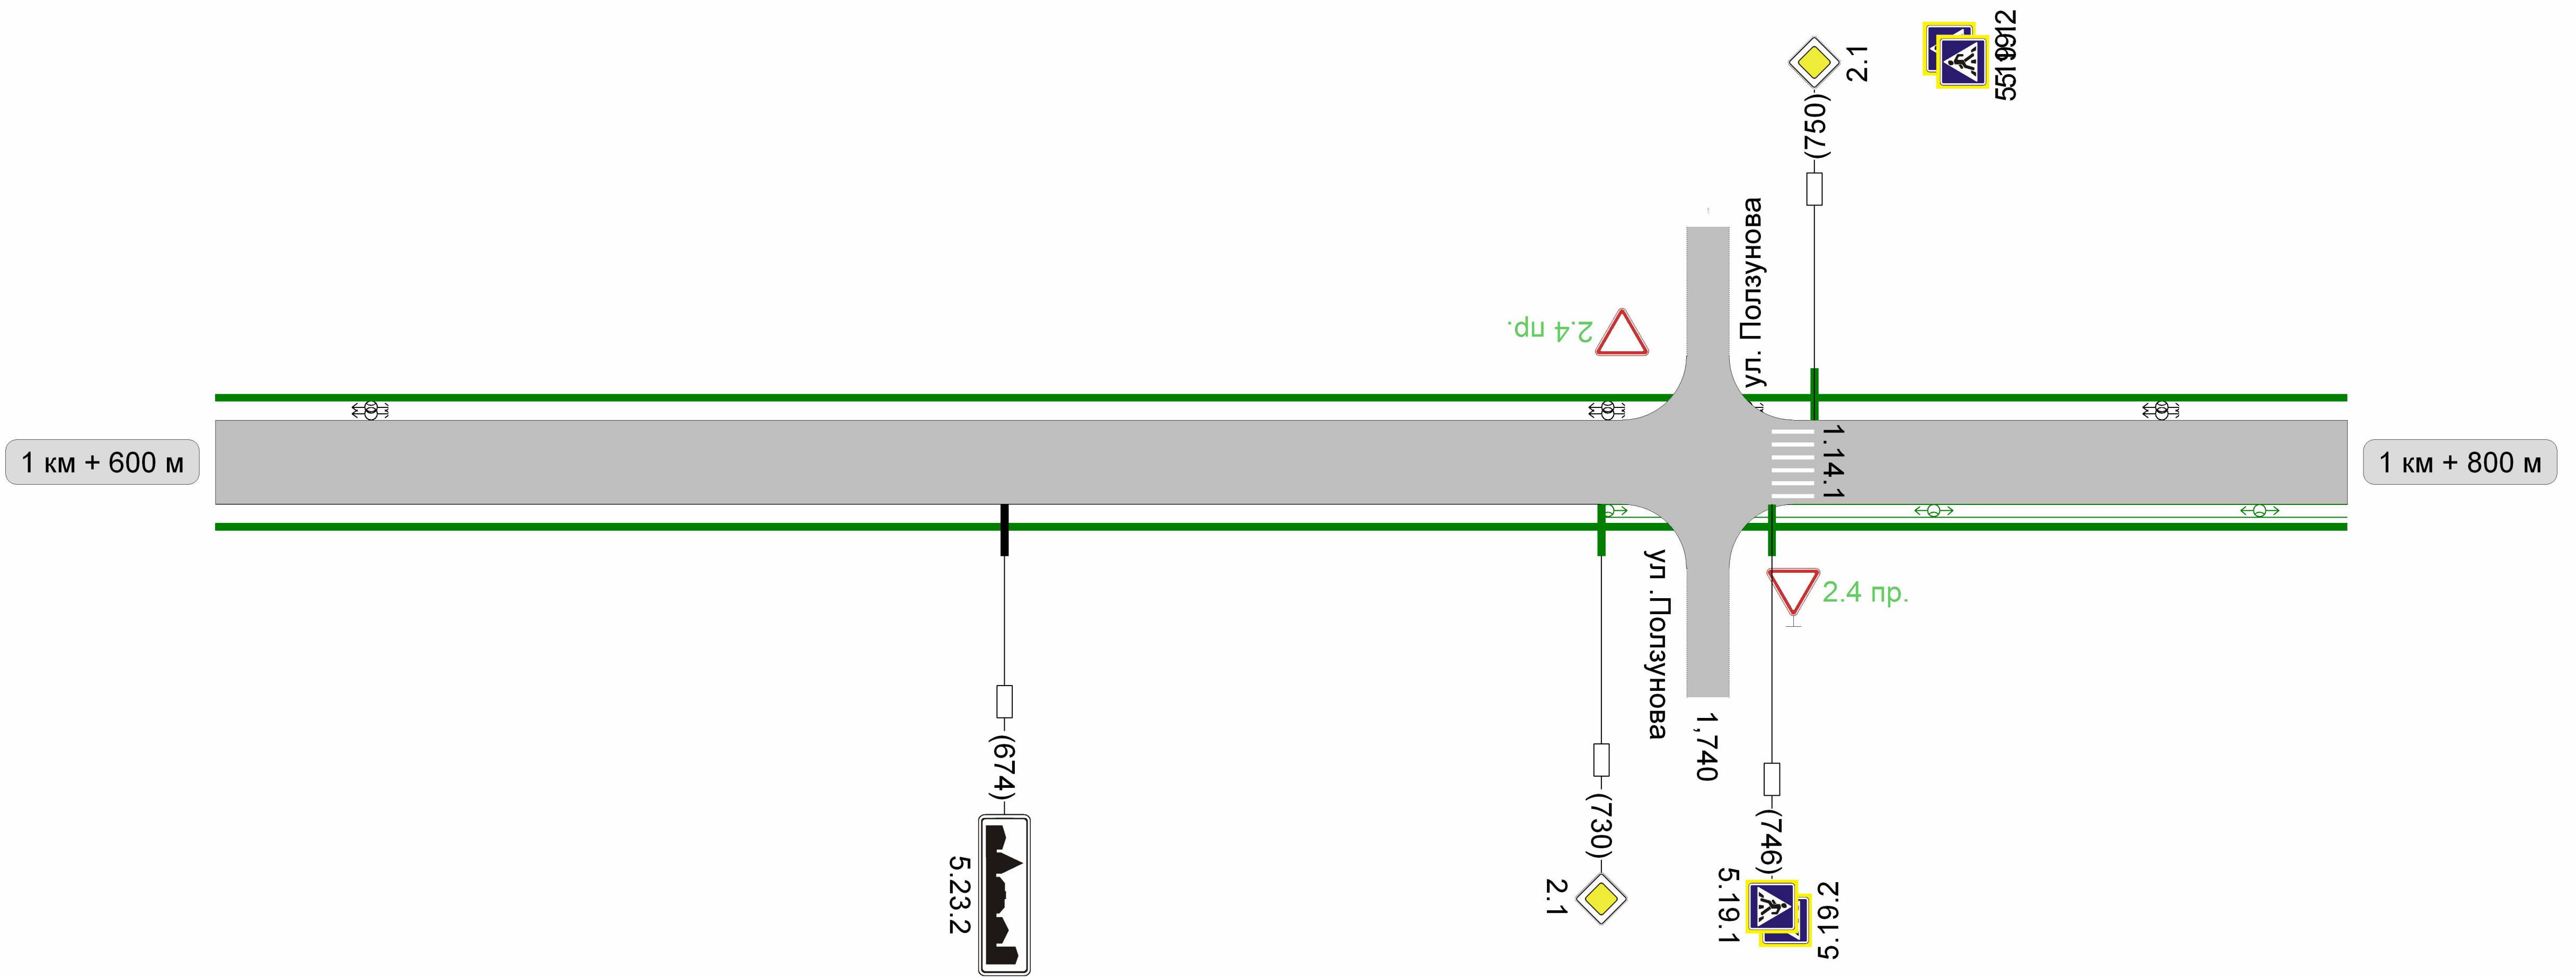 2.1
(750)
ул. Ползунова
2.4 пр.
1 км + 600 м
1.14.1
1 км + 800 м
2.4 пр.
ул .Ползунова
1,740
(674)
5.23.2
(730)
2.1
(746)
5.19.1
5.19.2